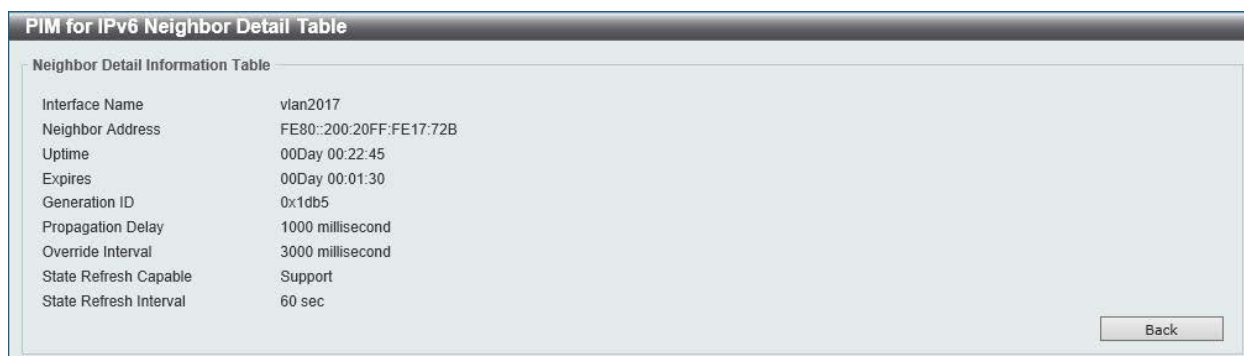 PIM for IPv6 Neighbor Detail Table
Neighbor Detail Information Table
Interface Name vlan2017
Neighbor Address FE80::200:20FF:FE17:72B
Uptime 00Day 00:22:45
Expires 00Day 00:01:30
Generation ID 0x1db5
Propagation Delay 1000 millisecond
Override Interval 3000 millisecond
State Refresh Capable Support
State Refresh Interval 60 sec
Back